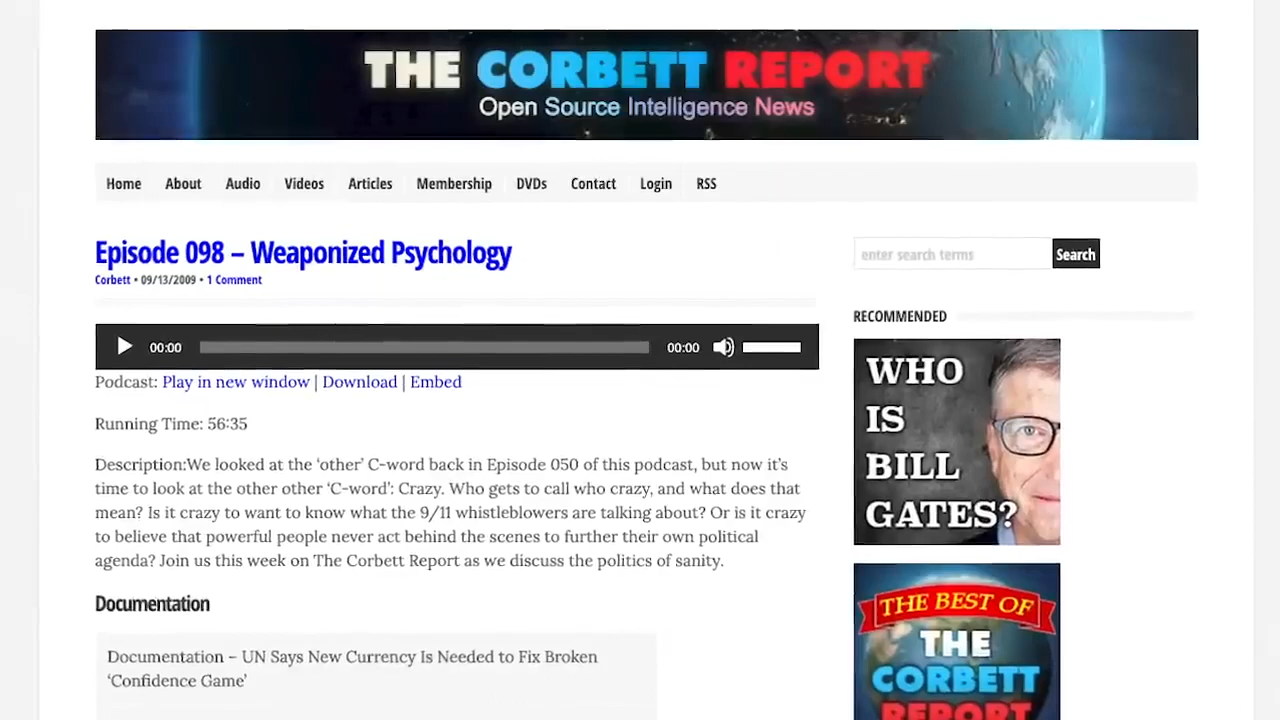 THE CORBETT REPORT
Open Source Intelligence News
Home About Audio Videos Articles Membership DVDs Contact Login RSS
Episode 098 – Weaponized Psychology
Corbett • 09/13/2009 • 1 Comment
enter search terms Search
RECOMMENDED
00:00 00:00
Podcast: Play in new window | Download | Embed
Running Time: 56:35
Description:We looked at the ‘other’ C-word back in Episode 050 of this podcast, but now it’s
time to look at the other other ‘C-word’: Crazy. Who gets to call who crazy, and what does that
mean? Is it crazy to want to know what the 9/11 whistleblowers are talking about? Or is it crazy
to believe that powerful people never act behind the scenes to further their own political
agenda? Join us this week on The Corbett Report as we discuss the politics of sanity.
Documentation
Documentation – UN Says New Currency Is Needed to Fix Broken
‘Confidence Game’
WHO
IS
BILL
GATES?
THE BEST OF
THE
CORBETT
REPORT